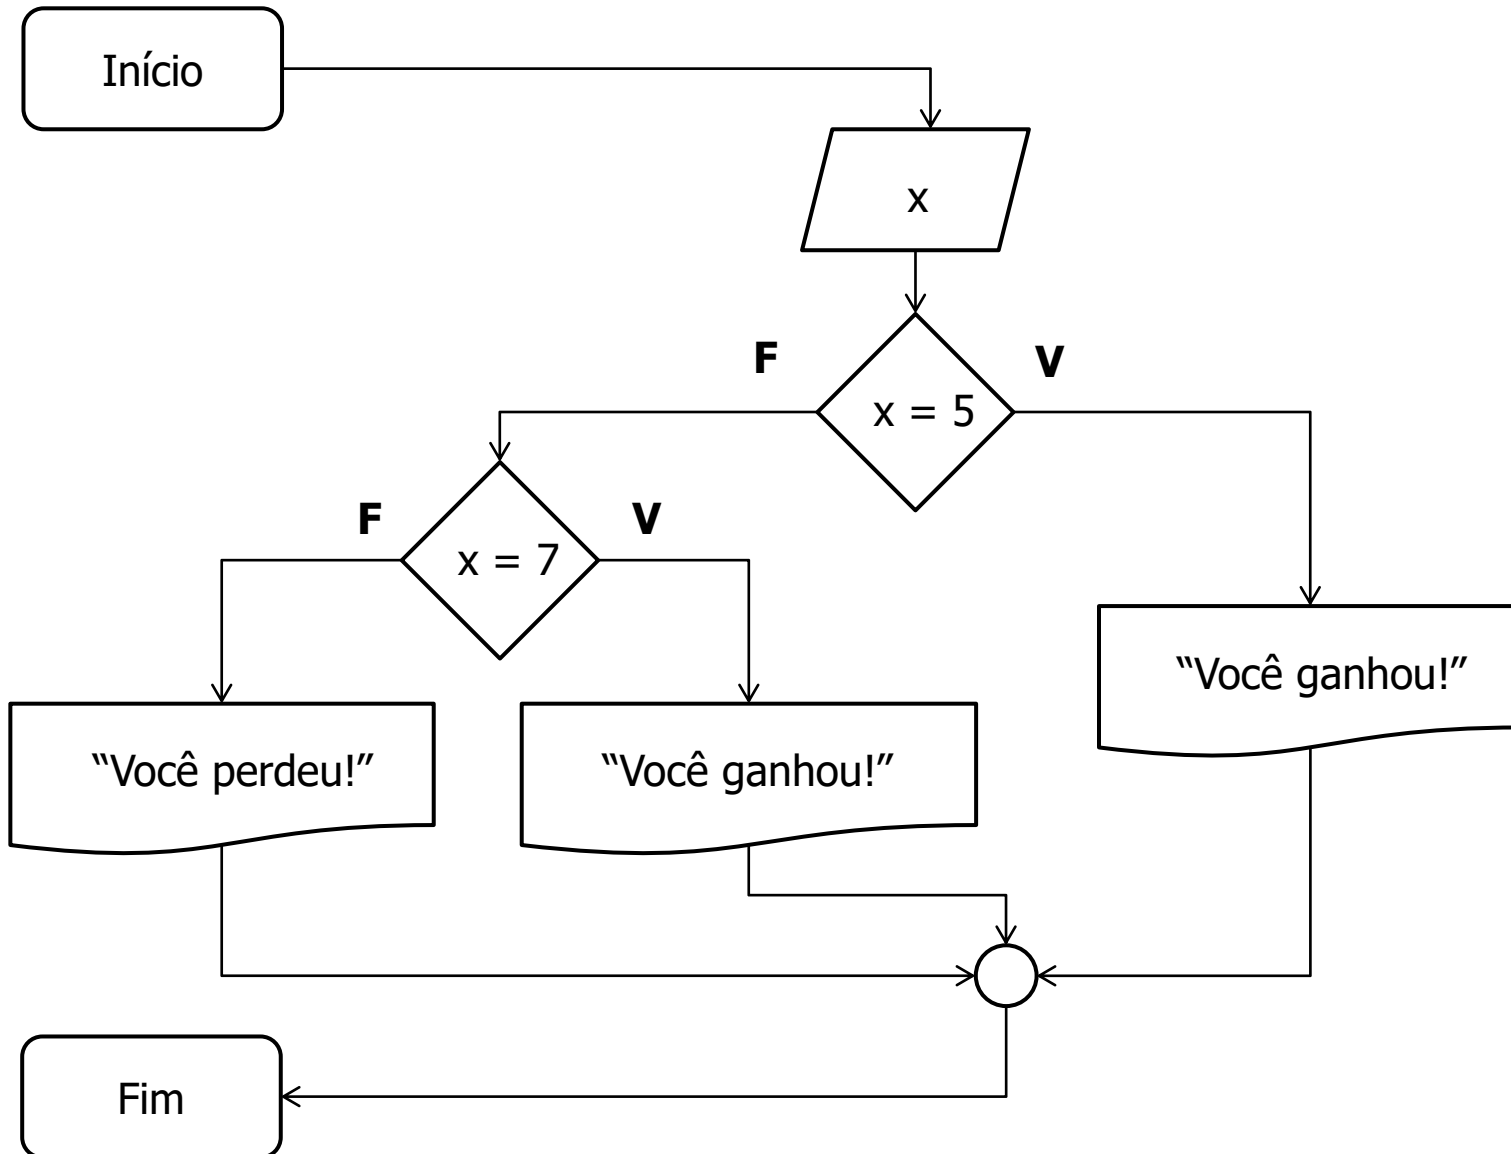 Início
x
F
V
x = 5
F
V
x = 7
“Você ganhou!”
“Você perdeu!”
“Você ganhou!”
Fim